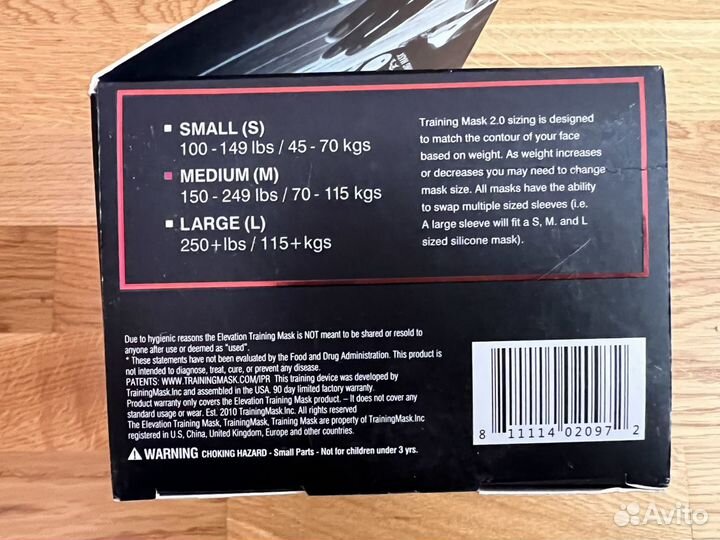 SMALL (S)
100 - 149 lbs / 45 - 70 kgs
MEDIUM (M)
150 - 249 lbs / 70 - 115 kgs
LARGE (L)
250+lbs / 115+kgs
Training Mask 2.0 sizing is designed
to match the contour of your face
based on weight. As weight increases
or decreases you may need to change
mask size. All masks have the ability
to swap multiple sized sleeves (i.e.
A large sleeve will fit a S, M. and L
sized silicone mask).
Due to hygienic reasons the Elevation Training Mask is NOT meant to be shared or resold to
anyone after use or deemed as "used".
* These statements have not been evaluated by the Food and Drug Administration. This product is
not intended to diagnose, treat, cure, or prevent any disease.
PATENTS: WWW.TRAININGMASK.COM/IPR This training device was developed by
TrainingMask.Inc and assembled in the USA. 90 day limited factory warranty.
Product warranty only covers the Elevation Training Mask product. – It does not cover any
standard usage or wear. Est. 2010 TrainingMask.Inc. All rights reserved
The Elevation Training Mask, TrainingMask, Training Mask are property of TrainingMask.Inc
registered in U.S, China, United Kingdom, Europe and other countries.
WARNING CHOKING HAZARD - Small Parts - Not for children under 3 yrs.
8 11114 02097 2
Avito